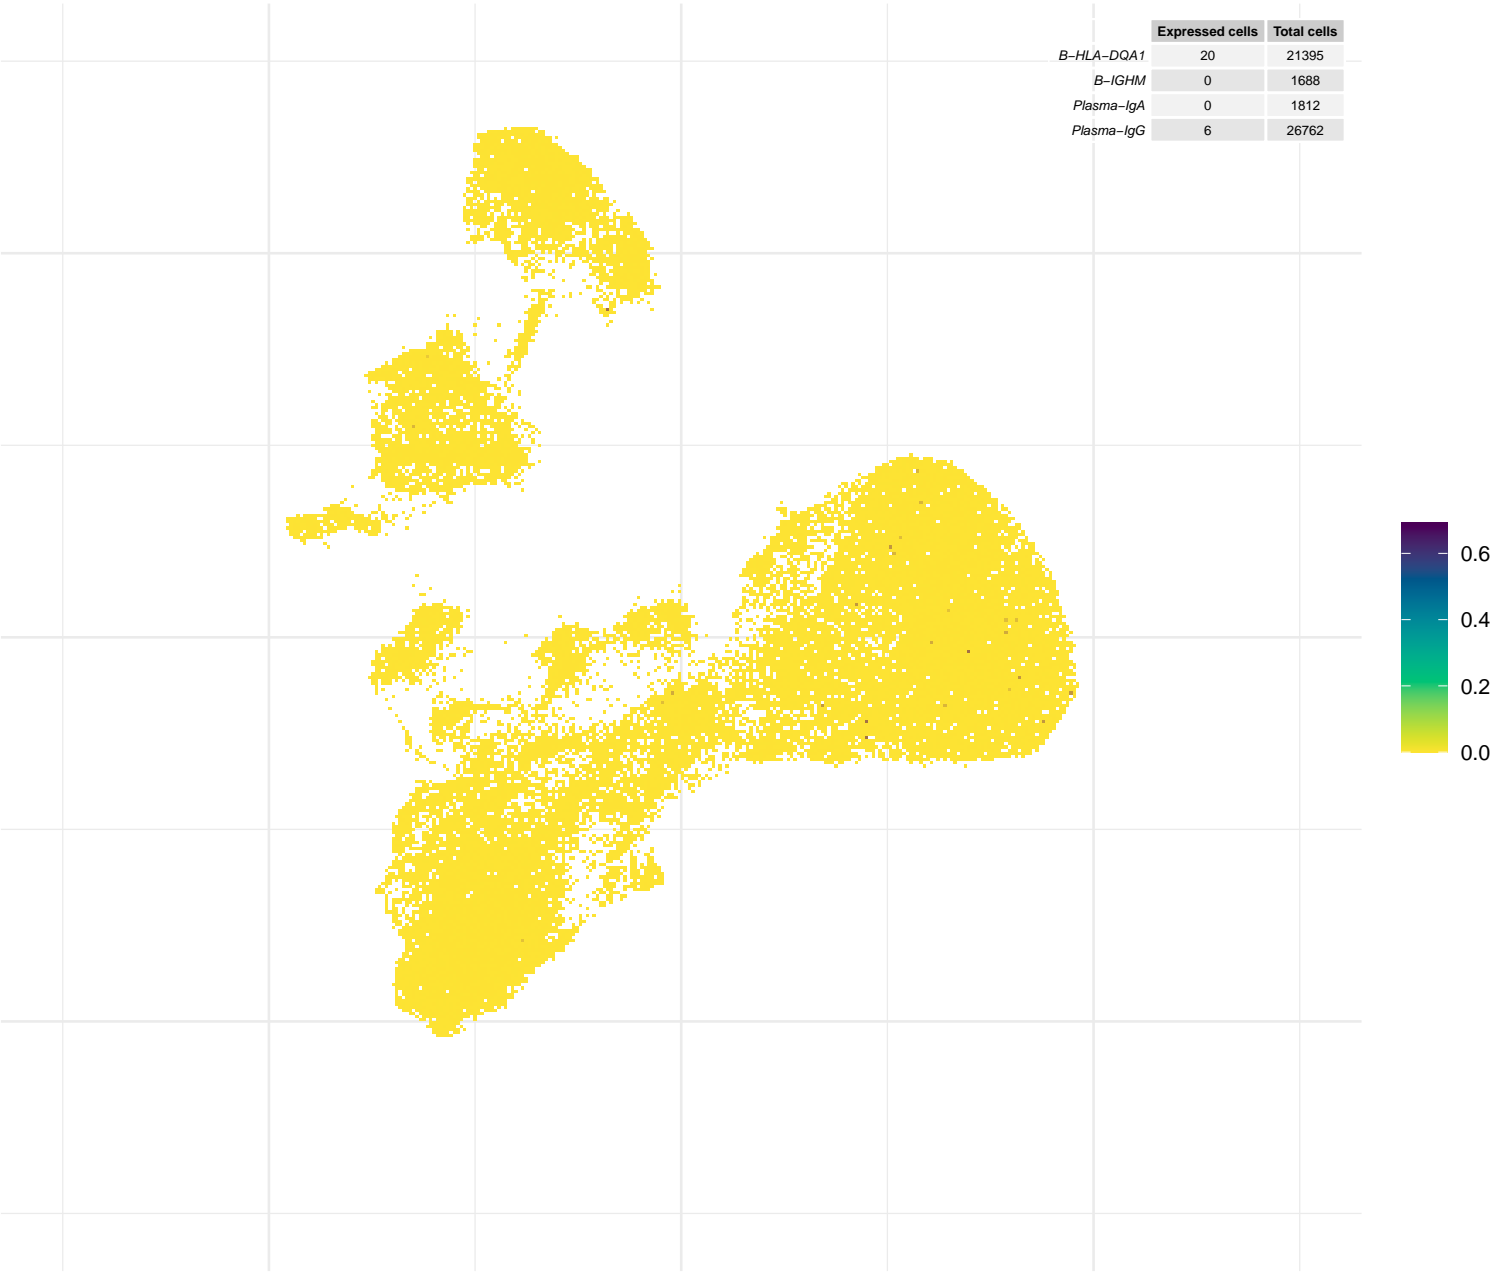 Expressed cells Total cells
B−HLA−DQA1 20 21395
B−IGHM 0 1688
Plasma−IgA 0 1812
Plasma−IgG 6 26762
0.6
0.4
0.2
0.0